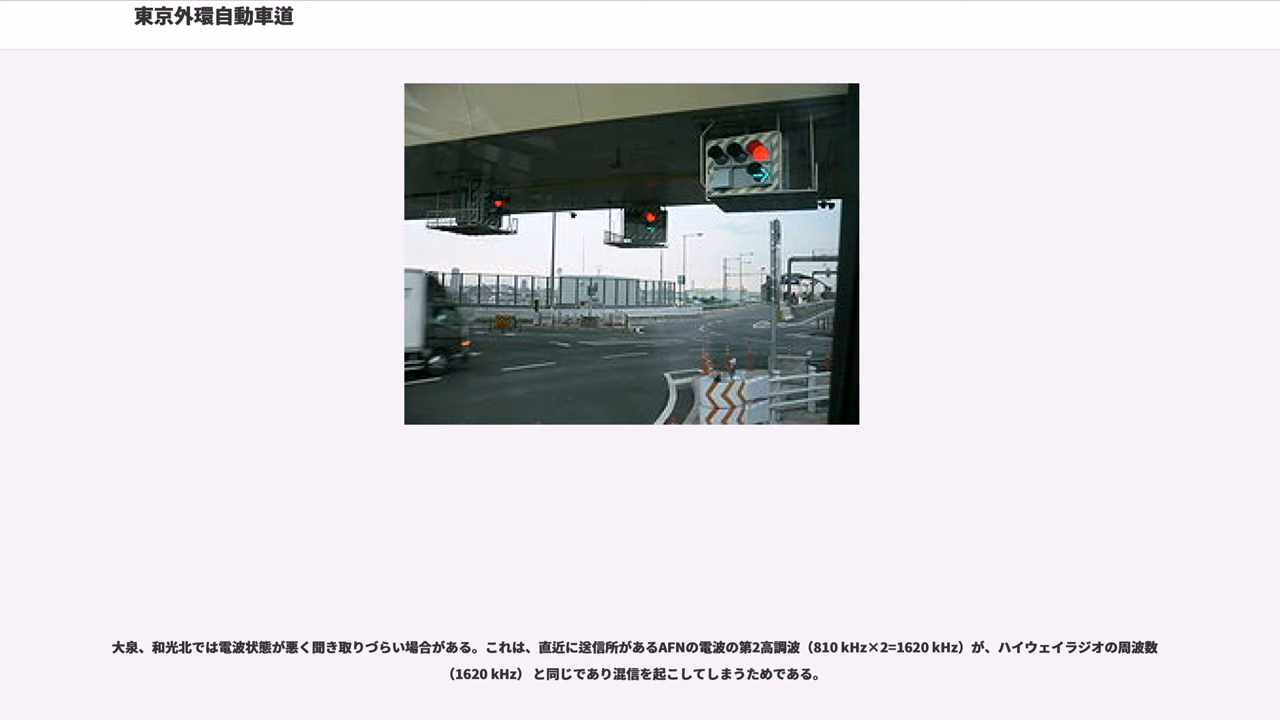 東京外環自動車道
大泉、和光北では電波状態が悪く聞き取りづらい場合がある。これは、直近に送信所があるAFNの電波の第2高調波（810 kHz×2=1620 kHz）が、ハイウェイラジオの周波数
（1620 kHz） と同じであり混信を起こしてしまうためである。